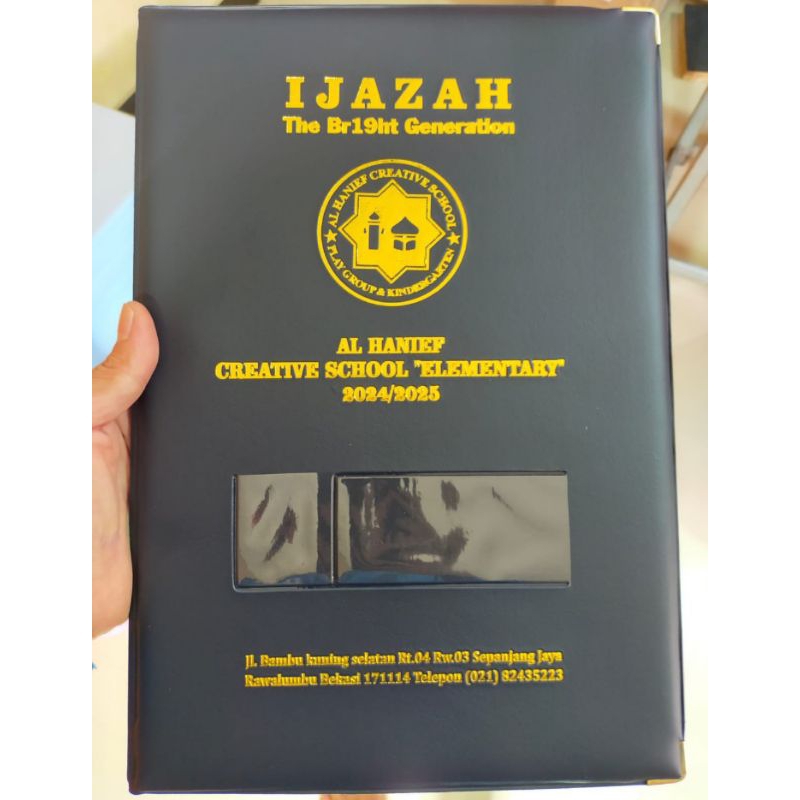 IJAZAH
The Br19ht Generation
AL HANIEF CREATIVE SCHOOL
PLAY GROUP & KINDERGARTEN
AL HANIEF
CREATIVE SCHOOL "ELEMENTARY"
2024/2025
Jl. Bambu kuning selatan Rt.04 Rw.03 Sepanjang Jaya
Rawalumbu Bekasi 171114 Telepon (021) 82435223